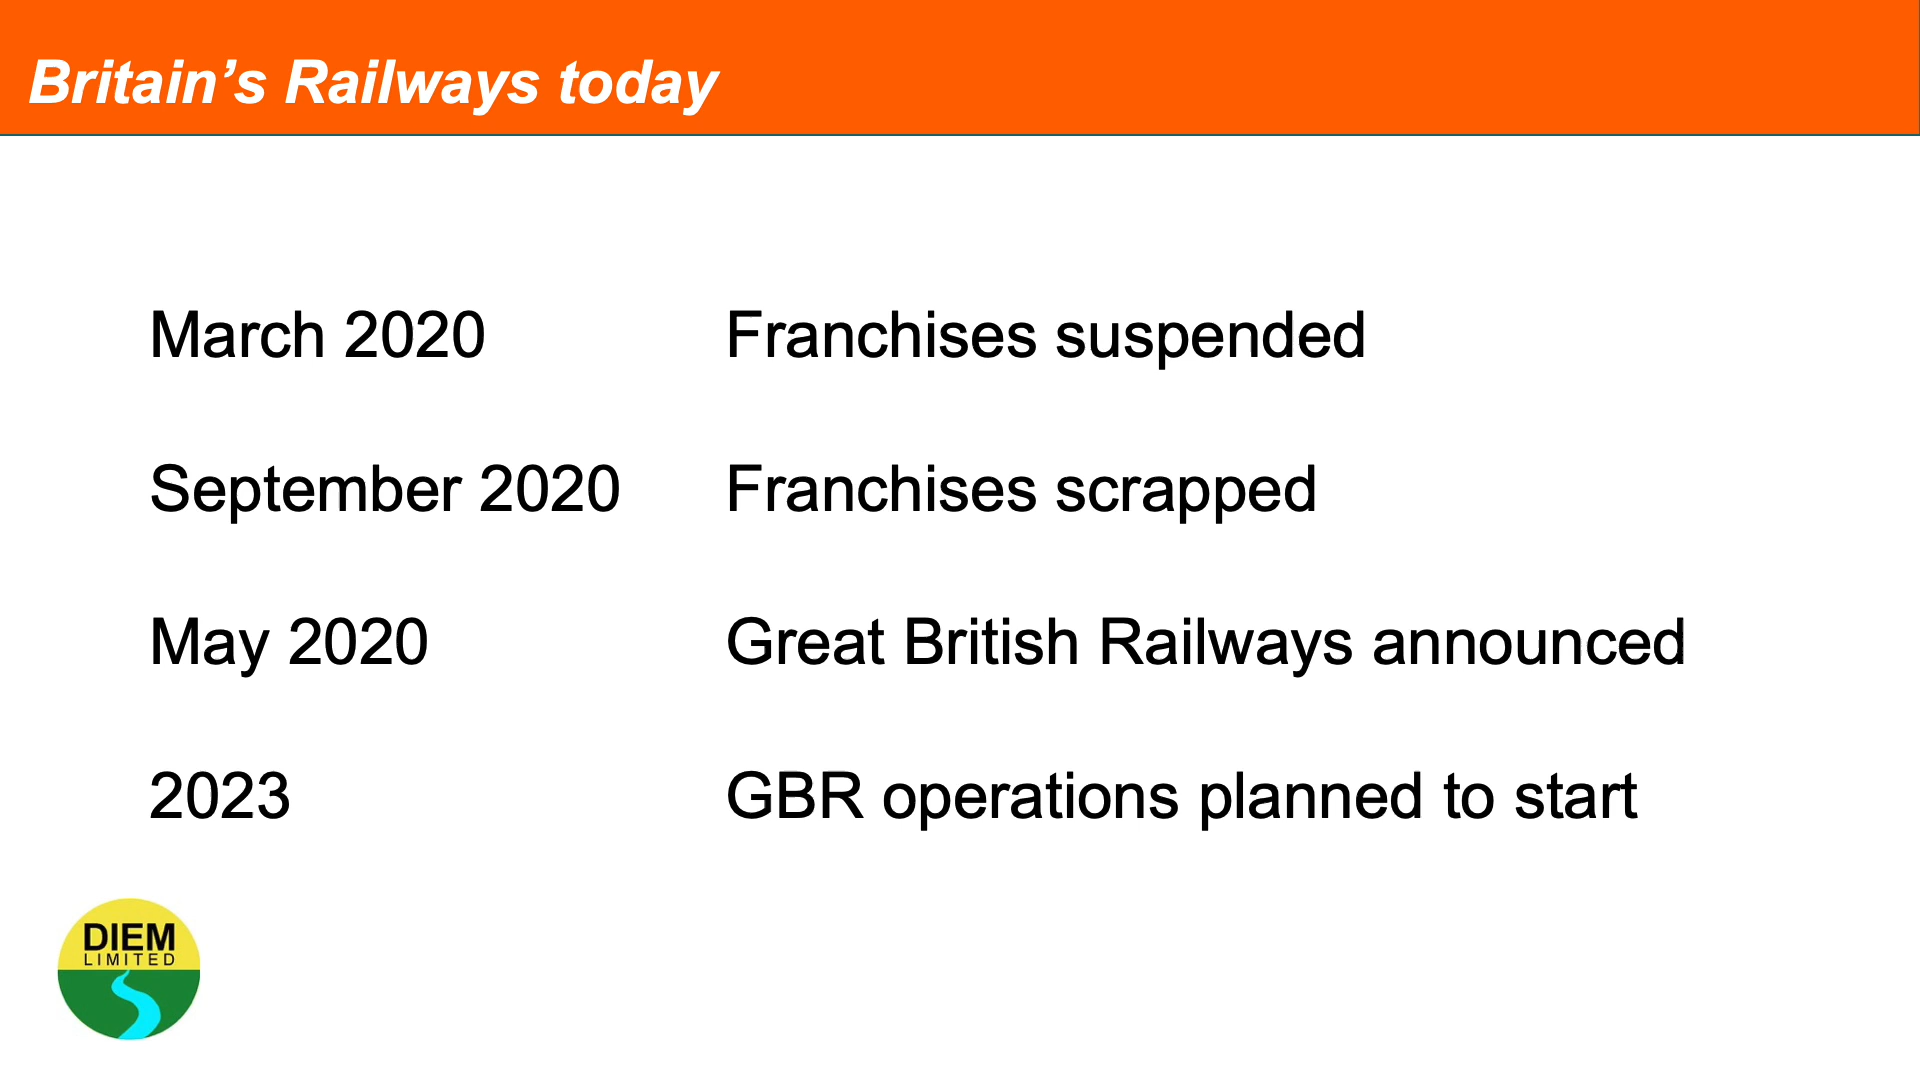 Britain’s Railways today
March 2020 Franchises suspended
September 2020 Franchises scrapped
May 2020 Great British Railways announced
2023 GBR operations planned to start
DIEM
LIMITED